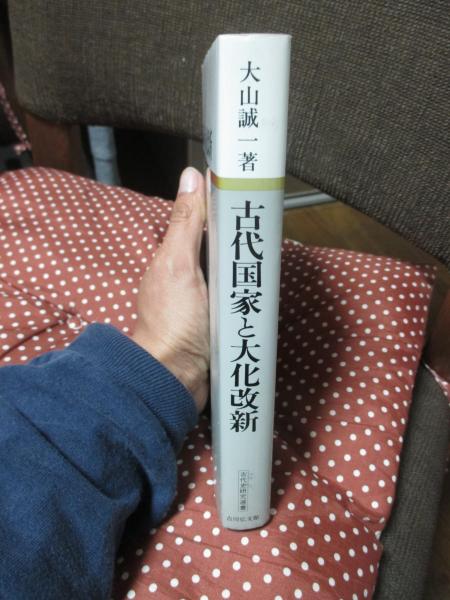 大山誠一著
古代国家と大化改新
古代史研究選書
吉川弘文館